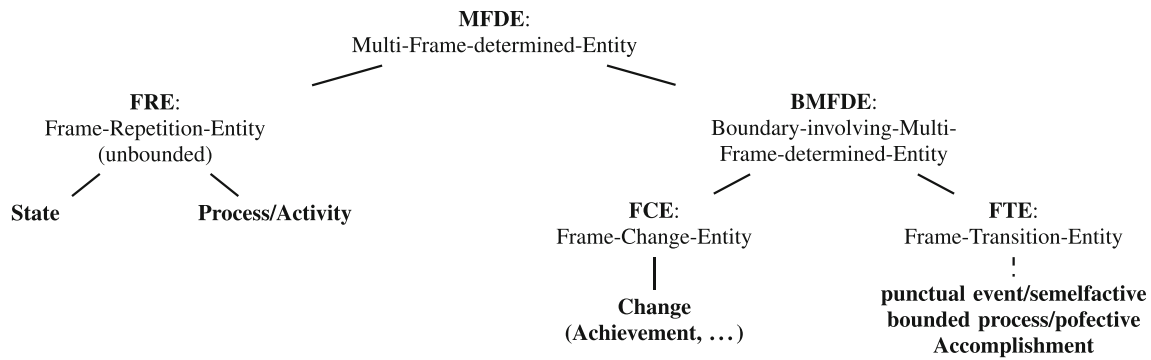 MFDE:
Multi-Frame-determined-Entity
FRE:
Frame-Repetition-Entity
(unbounded)
BMFDE:
Boundary-involving-Multi-
Frame-determined-Entity
State
Process/Activity
FCE:
Frame-Change-Entity
FTE:
Frame-Transition-Entity
Change
(Achievement, ...)
punctual event/semelfactive
bounded process/pofective
Accomplishment